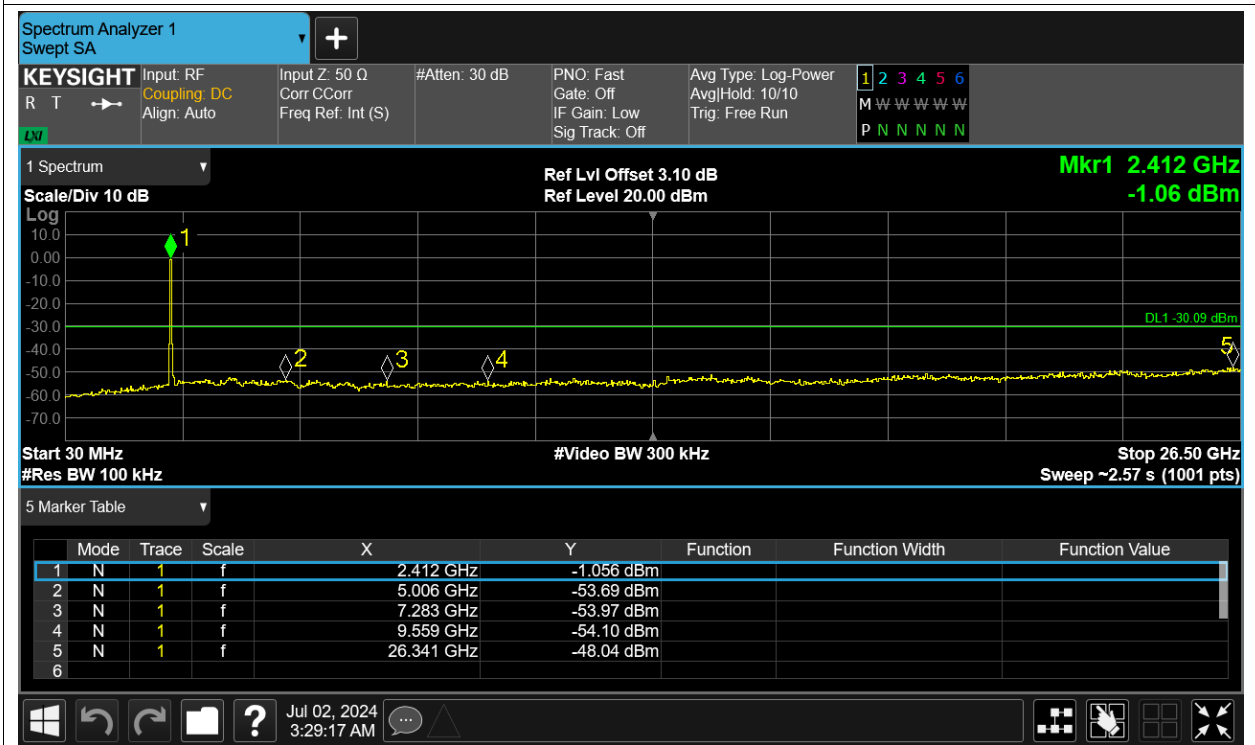 Spectrum Analyzer 1
Swept SA
KEYSIGHT
R T
LXI
Input: RF
Coupling: DC
Align: Auto
Input Z: 50 Ω
Corr CCorr
Freq Ref: Int (S)
#Atten: 30 dB
PNO: Fast
Gate: Off
IF Gain: Low
Sig Track: Off
Avg Type: Log-Power
Avg|Hold: 10/10
Trig: Free Run
1 2 3 4 5 6
M W W W W W
P N N N N N
1 Spectrum
Scale/Div 10 dB
Ref Lvl Offset 3.10 dB
Ref Level 20.00 dBm
Mkr1 2.412 GHz
-1.06 dBm
Log
10.0
0.00
-10.0
-20.0
-30.0
-40.0
-50.0
-60.0
-70.0
1
2
3
4
5
DL1 -30.09 dBm
Start 30 MHz
#Res BW 100 kHz
#Video BW 300 kHz
Stop 26.50 GHz
Sweep ~2.57 s (1001 pts)
5 Marker Table
Mode Trace Scale X Y Function Function Width Function Value
1 N 1 f 2.412 GHz -1.056 dBm
2 N 1 f 5.006 GHz -53.69 dBm
3 N 1 f 7.283 GHz -53.97 dBm
4 N 1 f 9.559 GHz -54.10 dBm
5 N 1 f 26.341 GHz -48.04 dBm
6
?
Jul 02, 2024
3:29:17 AM